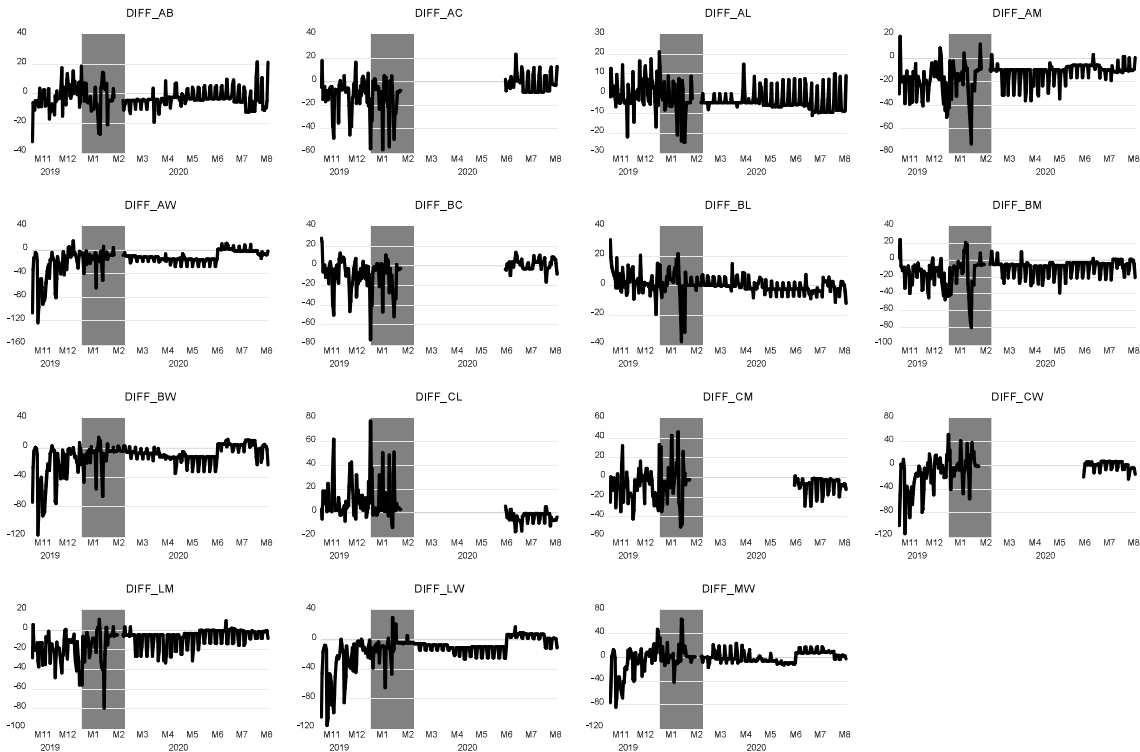 DIFF_AB DIFF_AC DIFF_AL DIFF_AM
40 40 30 20
20 20 20 0
0 0 10 -20
-20 -20 0 -40
-40 -40 -10 -60
-60 -20 -80
-30
M11 M12 M1 M2 M3 M4 M5 M6 M7 M8 M11 M12 M1 M2 M3 M4 M5 M6 M7 M8 M11 M12 M1 M2 M3 M4 M5 M6 M7 M8 M11 M12 M1 M2 M3 M4 M5 M6 M7 M8
2019 2020 2019 2020 2019 2020 2019 2020
DIFF_AW DIFF_BC DIFF_BL DIFF_BM
40 40 40 40
0 20 20 20
-40 0 0 0
-80 -20 -20 -20
-120 -40 -40 -40
-160 -60 -60
-80 -80
-100
M11 M12 M1 M2 M3 M4 M5 M6 M7 M8 M11 M12 M1 M2 M3 M4 M5 M6 M7 M8 M11 M12 M1 M2 M3 M4 M5 M6 M7 M8 M11 M12 M1 M2 M3 M4 M5 M6 M7 M8
2019 2020 2019 2020 2019 2020 2019 2020
DIFF_BW DIFF_CL DIFF_CM DIFF_CW
40 80 60 80
0 60 40 40
-40 40 20 0
-80 20 0 -40
-120 0 -20 -80
-20 -40 -120
-60
M11 M12 M1 M2 M3 M4 M5 M6 M7 M8 M11 M12 M1 M2 M3 M4 M5 M6 M7 M8 M11 M12 M1 M2 M3 M4 M5 M6 M7 M8 M11 M12 M1 M2 M3 M4 M5 M6 M7 M8
2019 2020 2019 2020 2019 2020 2019 2020
DIFF_LM DIFF_LW DIFF_MW
20 40 80
0 0 40
-20 -40 0
-40 -80 -40
-60 -120 -80
-80 -120
-100
M11 M12 M1 M2 M3 M4 M5 M6 M7 M8 M11 M12 M1 M2 M3 M4 M5 M6 M7 M8 M11 M12 M1 M2 M3 M4 M5 M6 M7 M8
2019 2020 2019 2020 2019 2020